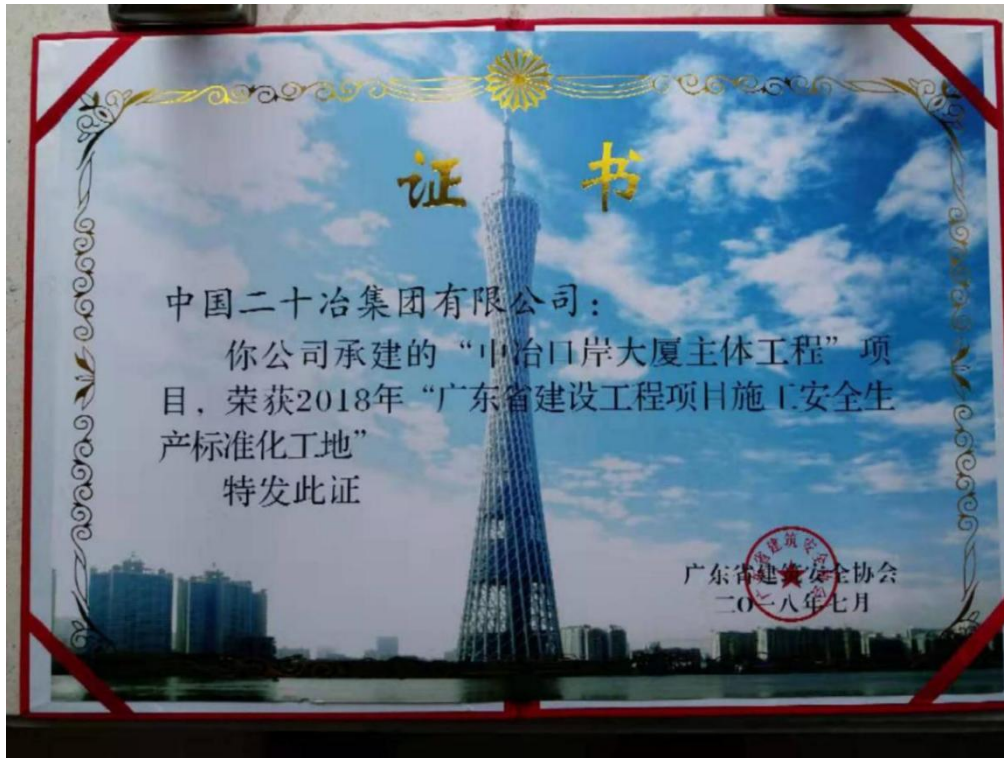 证书
中国二十冶集团有限公司：
你公司承建的“中冶口岸大厦主体工程”项
目，荣获2018年“广东省建设工程项目施工安全生
产标准化工地”
特发此证
广东省建筑安全协会
二〇一八年七月